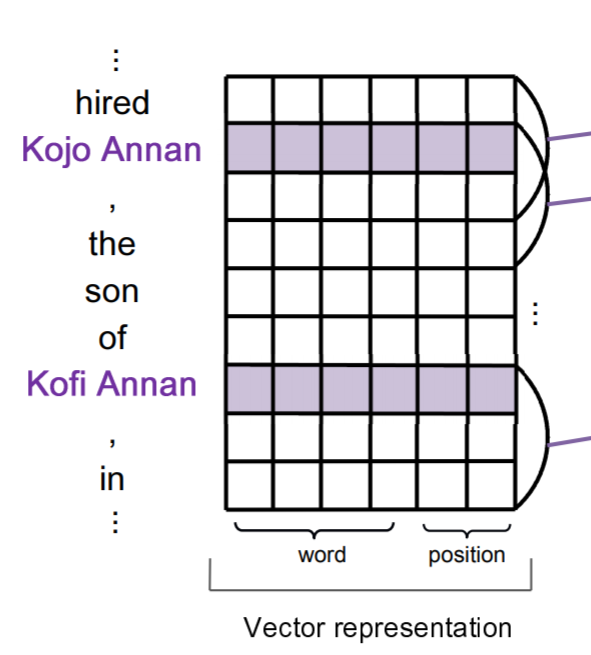 ⋮
hired
Kojo Annan
,
the
son
of
⋮
Kofi Annan
,
in
⋮
word position
Vector representation